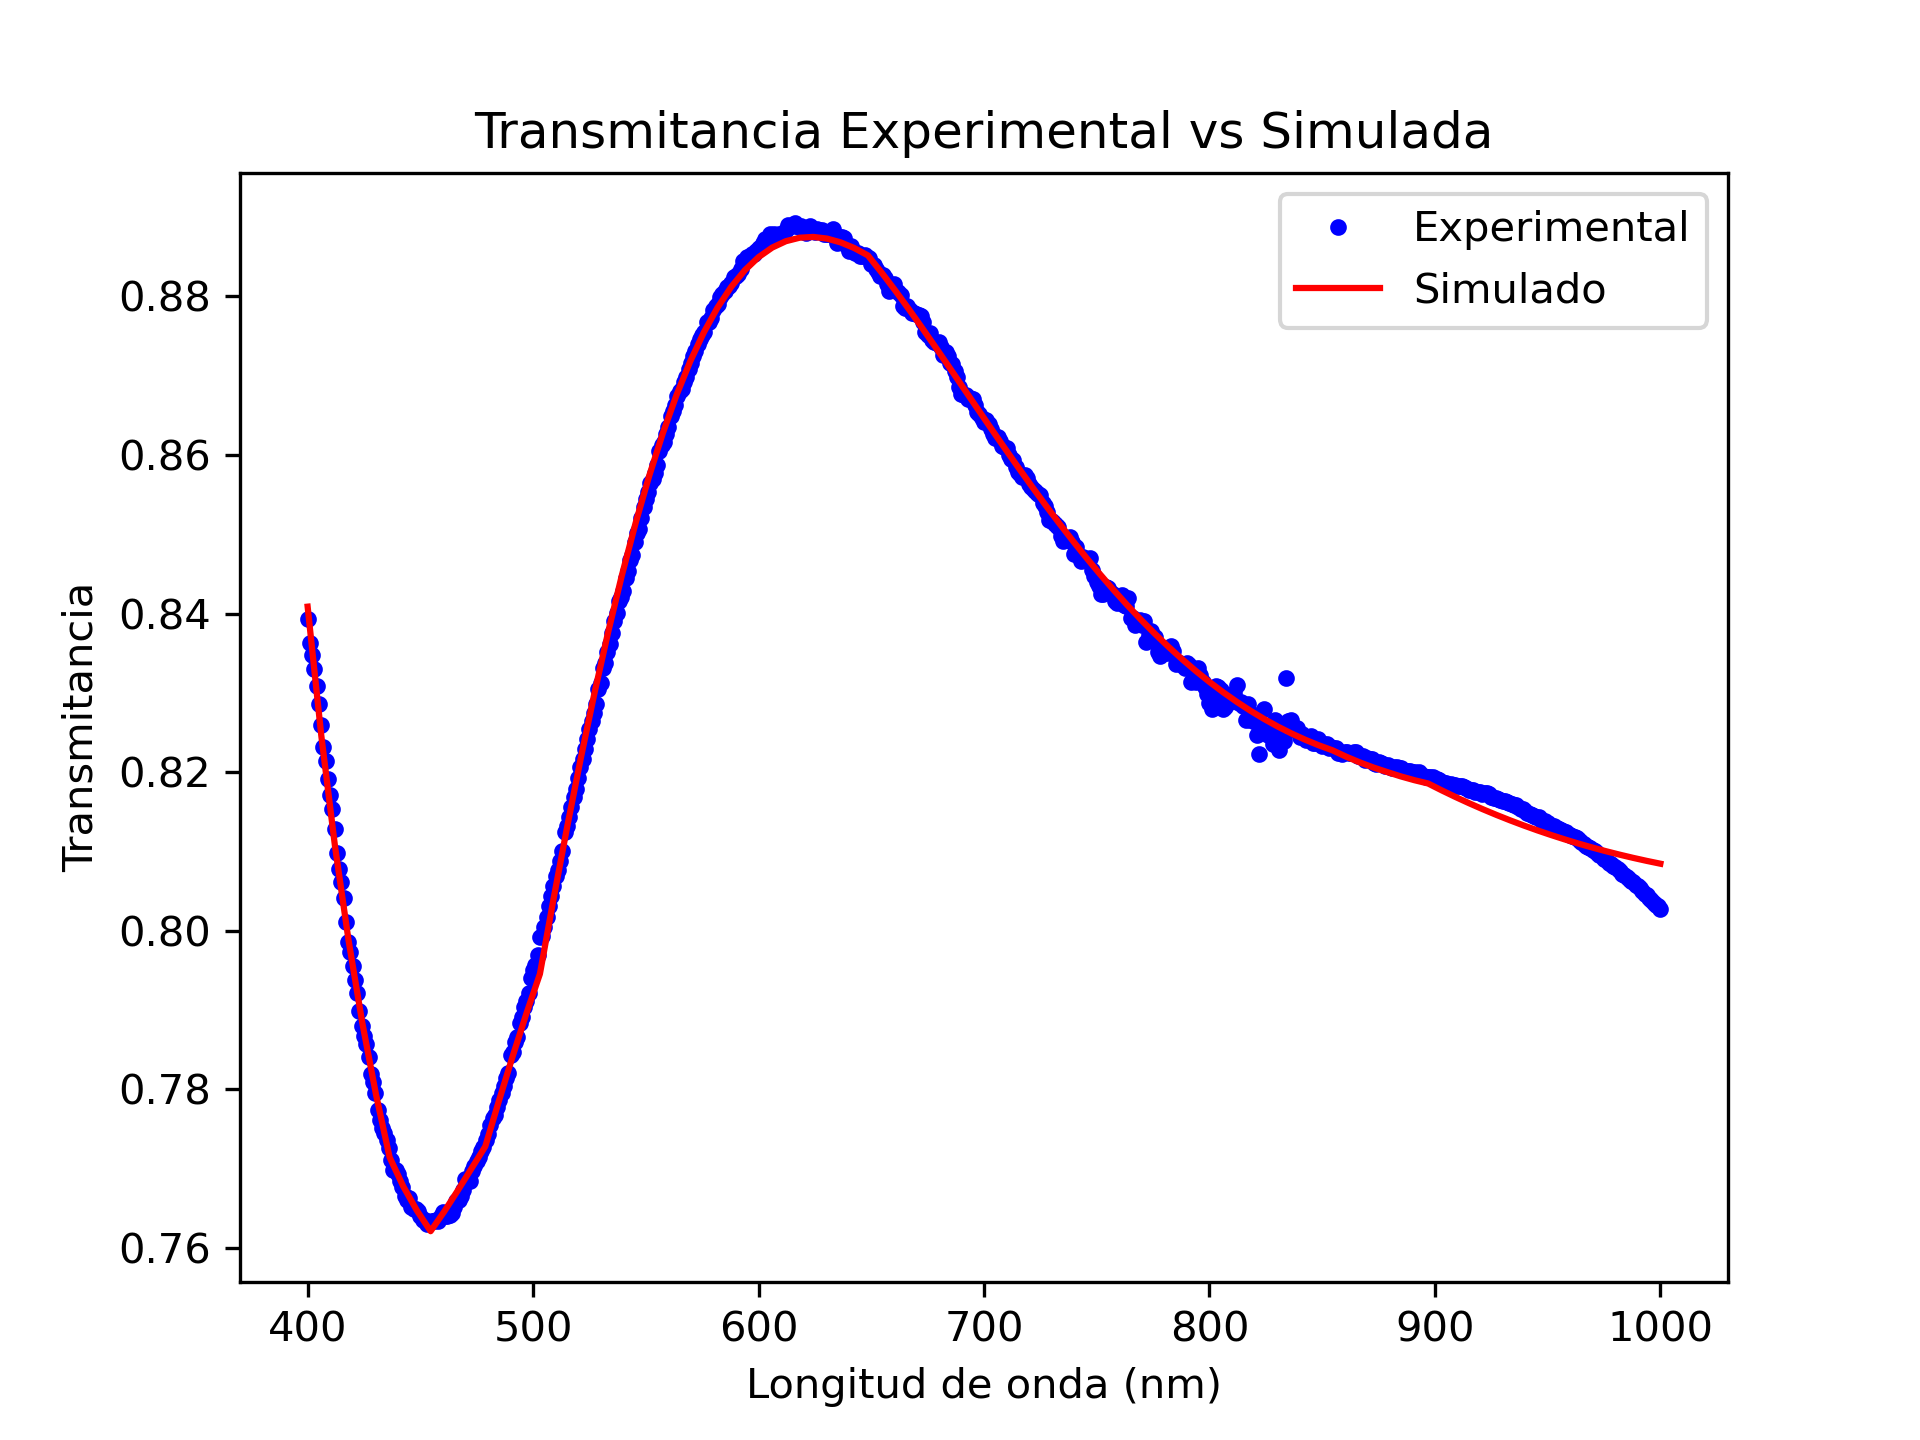 Transmitancia Experimental vs Simulada
Experimental
Simulado
Transmitancia
0.88
0.86
0.84
0.82
0.80
0.78
0.76
400 500 600 700 800 900 1000
Longitud de onda (nm)